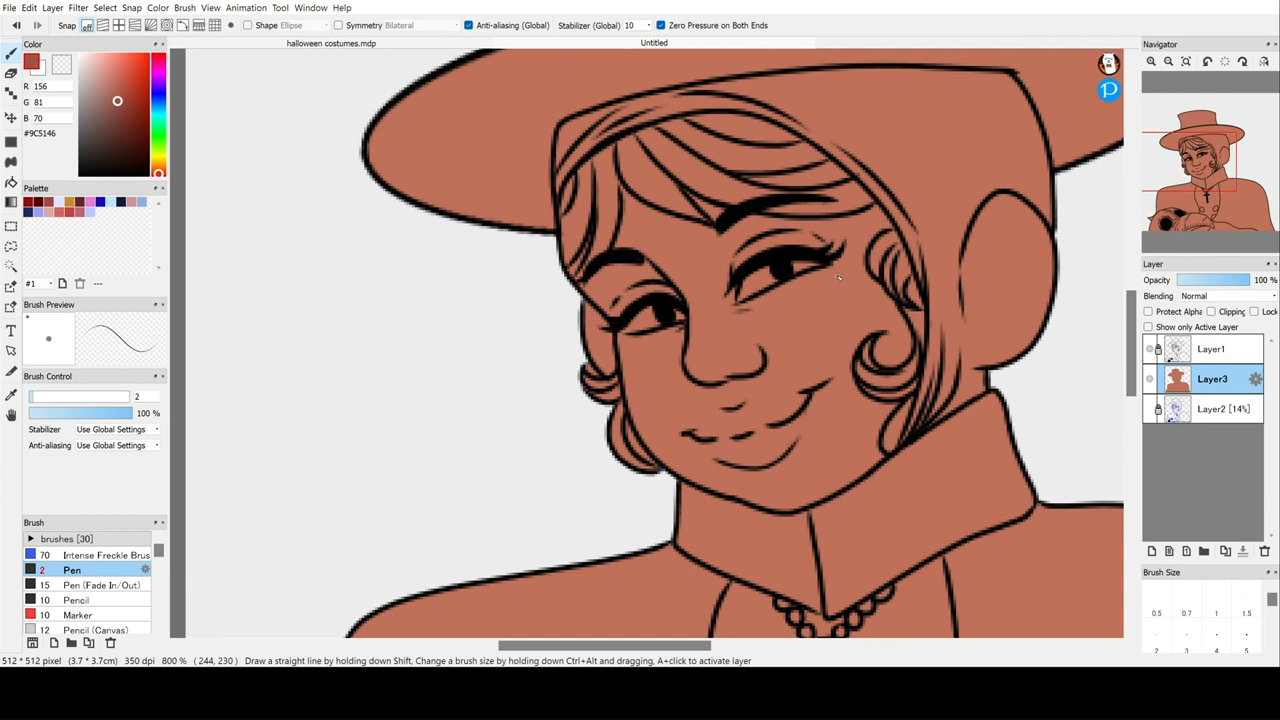 File Edit Layer Filter Select Snap Color Brush View Animation Tool Window Help
Snap off Shape Ellipse Symmetry Bilateral Anti-aliasing (Global) Stabilizer (Global) 10 Zero Pressure on Both Ends
Color
halloween costumes.mdp
Untitled
Navigator
R 156
G 81
B 70
#9C5146
Palette
#1
---
Brush Preview
Brush Control
2
100 %
Stabilizer Use Global Settings
Anti-aliasing Use Global Settings
Brush
brushes [30]
70 Intense Freckle Brus
2 Pen
15 Pen (Fade In/Out)
10 Pencil
10 Marker
12 Pencil (Canvas)
Layer
Opacity 100 %
Blending Normal
Protect Alpha Clipping Lock
Show only Active Layer
Layer1
Layer3
Layer2 [14%]
Brush Size
0.5 0.7 1 1.5
2 3 4 5
512 * 512 pixel (3.7 * 3.7cm) 350 dpi 800 % (244, 230) Draw a straight line by holding down Shift, Change a brush size by holding down Ctrl+Alt and dragging, A+click to activate layer